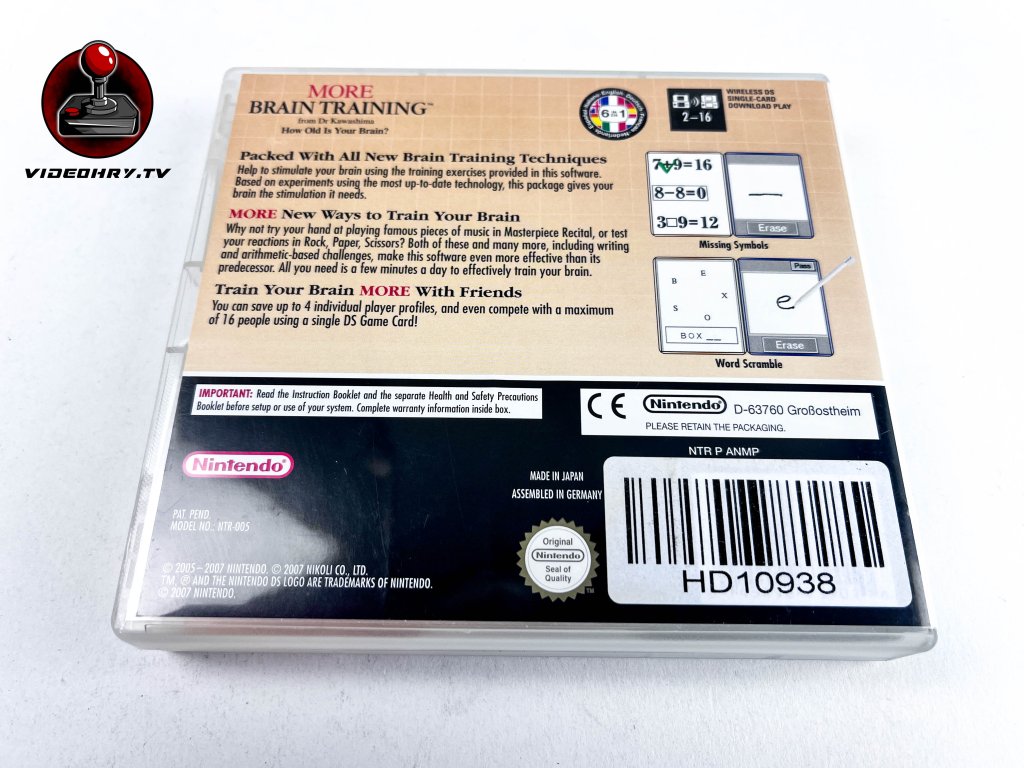 VIDEOHRY.TV
MORE
BRAIN TRAINING™
from Dr Kawashima
How Old Is Your Brain?
6 IN 1
English, Deutsch, Français
WIRELESS DS
SINGLE-CARD
DOWNLOAD PLAY
2–16
Packed With All New Brain Training Techniques
Help to stimulate your brain using the training exercises provided in this software.
Based on experiments using the most up-to-date technology, this package gives your
brain the stimulation it needs.
MORE New Ways to Train Your Brain
Why not try your hand at playing famous pieces of music in Masterpiece Recital, or test
your reactions in Rock, Paper, Scissors? Both of these and many more, including writing
and arithmetic-based challenges, make this software even more effective than its
predecessor. All you need is a few minutes a day to effectively train your brain.
Train Your Brain MORE With Friends
You can save up to 4 individual player profiles, and even compete with a maximum
of 16 people using a single DS Game Card!
7+9=16
8-8=0
3□9=12
Erase
Missing Symbols
Pass
B E X S O
e
BOX __
Erase
Word Scramble
IMPORTANT: Read the Instruction Booklet and the separate Health and Safety Precautions
Booklet before setup or use of your system. Complete warranty information inside box.
CE Nintendo® D-63760 Großostheim
PLEASE RETAIN THE PACKAGING.
NTR P ANMP
Nintendo®
MADE IN JAPAN
ASSEMBLED IN GERMANY
PAT. PEND.
MODEL NO.: NTR-005
Original
Nintendo®
Seal of
Quality
TM
HD10938
© 2005–2007 NINTENDO. © 2007 NIKOLI CO., LTD.
TM, ® AND THE NINTENDO DS LOGO ARE TRADEMARKS OF NINTENDO.
© 2007 NINTENDO.